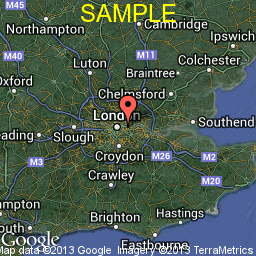 M45
SAMPLE
Northampton
Cambridge
Ipswich
M40
M11
Colchester
Luton
Braintree
Oxford
Chelmsford
London
Southend
Reading
Slough
Croydon
M26
M2
M3
M20
Crawley
Hastings
Brighton
Google
Eastbourne
Map data ©2013 Google Imagery ©2013 TerraMetrics